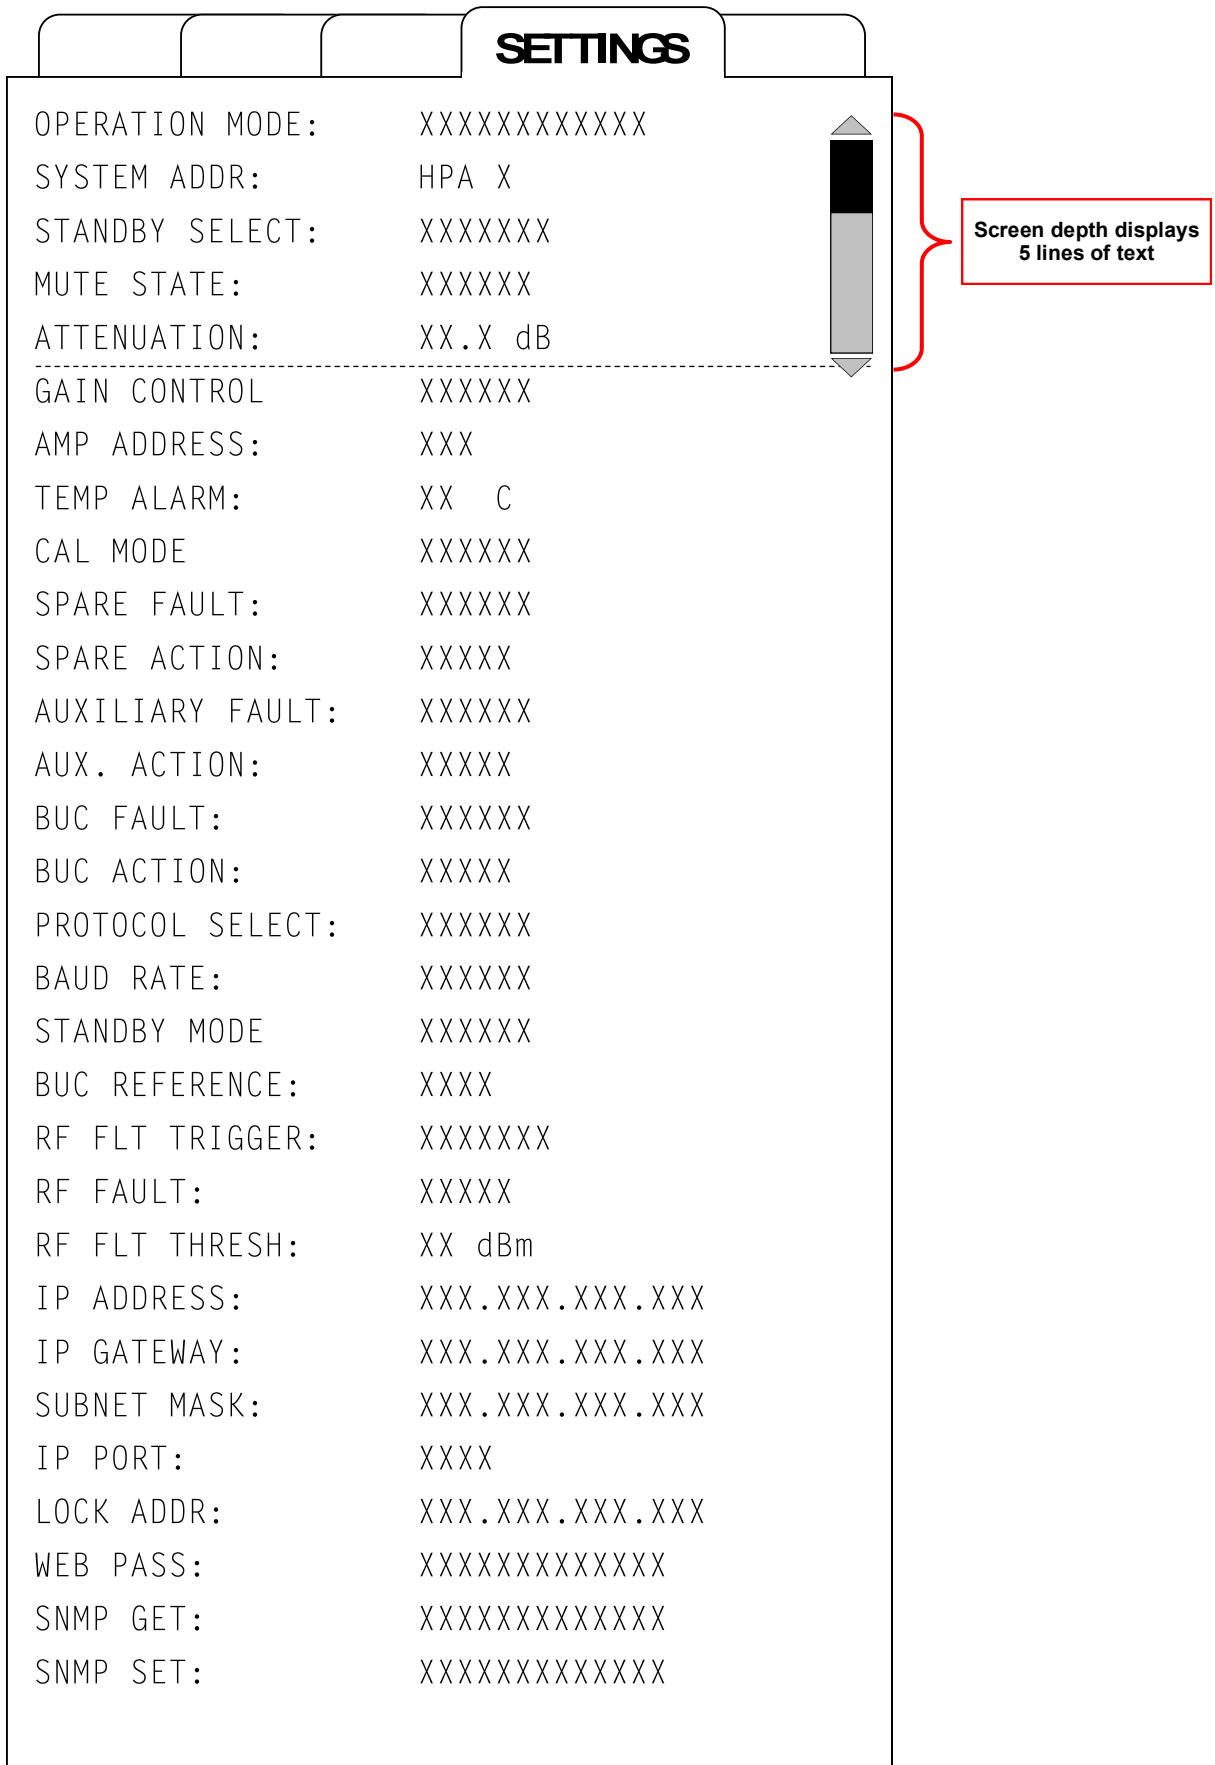 SETTINGS
OPERATION MODE: XXXXXXXXXXXX
SYSTEM ADDR: HPA X
STANDBY SELECT: XXXXXXX
MUTE STATE: XXXXXX
ATTENUATION: XX.X dB
Screen depth displays
5 lines of text
GAIN CONTROL XXXXXX
AMP ADDRESS: XXX
TEMP ALARM: XX C
CAL MODE XXXXXX
SPARE FAULT: XXXXXX
SPARE ACTION: XXXXX
AUXILIARY FAULT: XXXXXX
AUX. ACTION: XXXXX
BUC FAULT: XXXXXX
BUC ACTION: XXXXX
PROTOCOL SELECT: XXXXXX
BAUD RATE: XXXXXX
STANDBY MODE XXXXXX
BUC REFERENCE: XXXX
RF FLT TRIGGER: XXXXXXX
RF FAULT: XXXXX
RF FLT THRESH: XX dBm
IP ADDRESS: XXX.XXX.XXX.XXX
IP GATEWAY: XXX.XXX.XXX.XXX
SUBNET MASK: XXX.XXX.XXX.XXX
IP PORT: XXXX
LOCK ADDR: XXX.XXX.XXX.XXX
WEB PASS: XXXXXXXXXXXXX
SNMP GET: XXXXXXXXXXXXX
SNMP SET: XXXXXXXXXXXXX